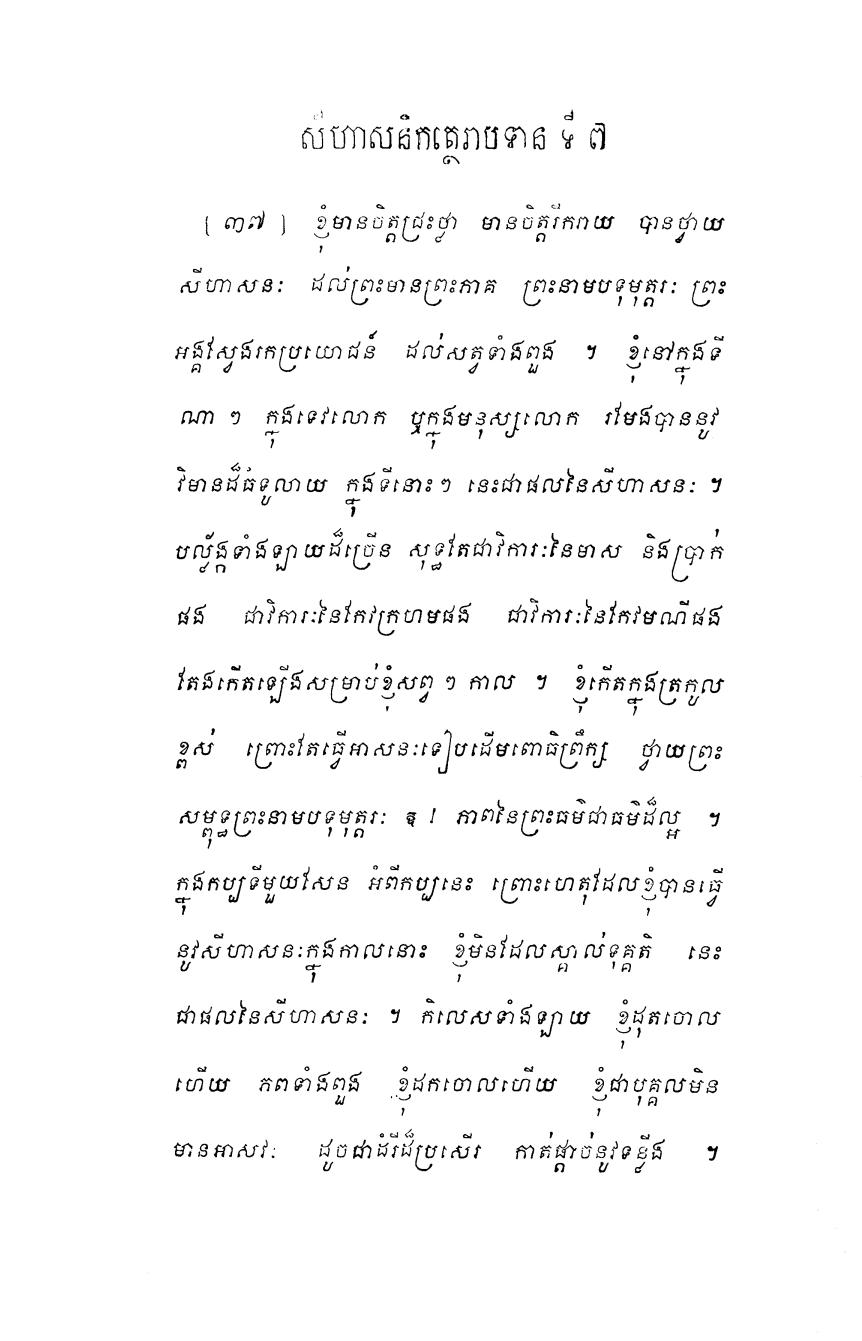 សីហាសនិកត្ថេរាបទាន ទី ៧
[ ៣៧ ] ខ្ញុំមានចិត្តជ្រះថ្លា មានចិត្តរីករាយ បានថ្វាយ
សីហាសនៈ ដល់ព្រះមានព្រះភាគ ព្រះនាមបទុមុត្តរៈ ព្រះ
អង្គស្វែងរកប្រយោជន៍ ដល់សត្វទាំងពួង ។ ខ្ញុំនៅក្នុងទី
ណា ៗ ក្នុងទេវលោក ឬក្នុងមនុស្សលោក រមែងបាននូវ
វិមានដ៏ធំទូលាយ ក្នុងទីនោះ ៗ នេះជាផលនៃសីហាសនៈ ។
បល្ល័ង្កទាំងឡាយដ៏ច្រើន សុទ្ធតែជាវិការៈនៃមាស និងប្រាក់
ផង ជាវិការៈនៃកែវក្រហមផង ជាវិការៈនៃកែវមណីផង
តែងកើតឡើងសម្រាប់ខ្ញុំសព្វ ៗ កាល ។ ខ្ញុំកើតក្នុងត្រកូល
ខ្ពស់ ព្រោះតែធ្វើអាសនៈទៀបដើមពោធិព្រឹក្ស ថ្វាយព្រះ
សម្ពុទ្ធព្រះនាមបទុមុត្តរៈ ឱ ! ភាពនៃព្រះធម៌ជាធម៌ដ៏ល្អ ។
ក្នុងកប្បទីមួយសែន អំពីកប្បនេះ ព្រោះហេតុដែលខ្ញុំបានធ្វើ
នូវសីហាសនៈក្នុងកាលនោះ ខ្ញុំមិនដែលស្គាល់ទុគ្គតិ នេះ
ជាផលនៃសីហាសនៈ ។ កិលេសទាំងឡាយ ខ្ញុំដុតចោល
ហើយ ភពទាំងពួង ខ្ញុំដកចោលហើយ ខ្ញុំជាបុគ្គលមិន
មានអាសវៈ ដូចជាដំរីដ៏ប្រសើរ កាត់ផ្តាច់នូវទន្លីង ។